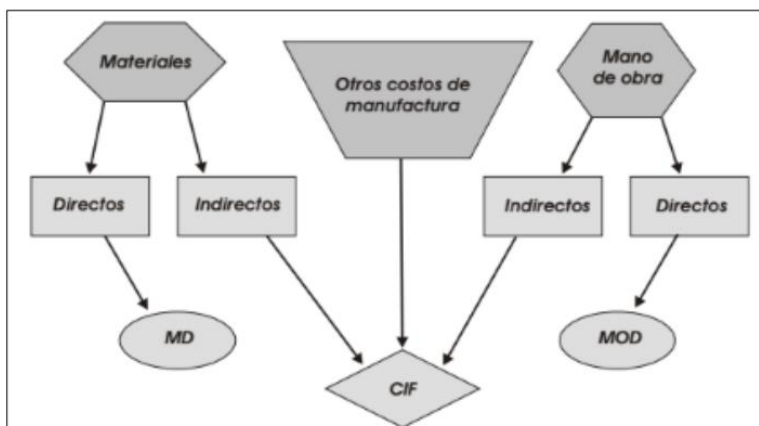 Materiales
Otros costos de
manufactura
Mano
de obra
Directos
Indirectos
Indirectos
Directos
MD
MOD
CIF